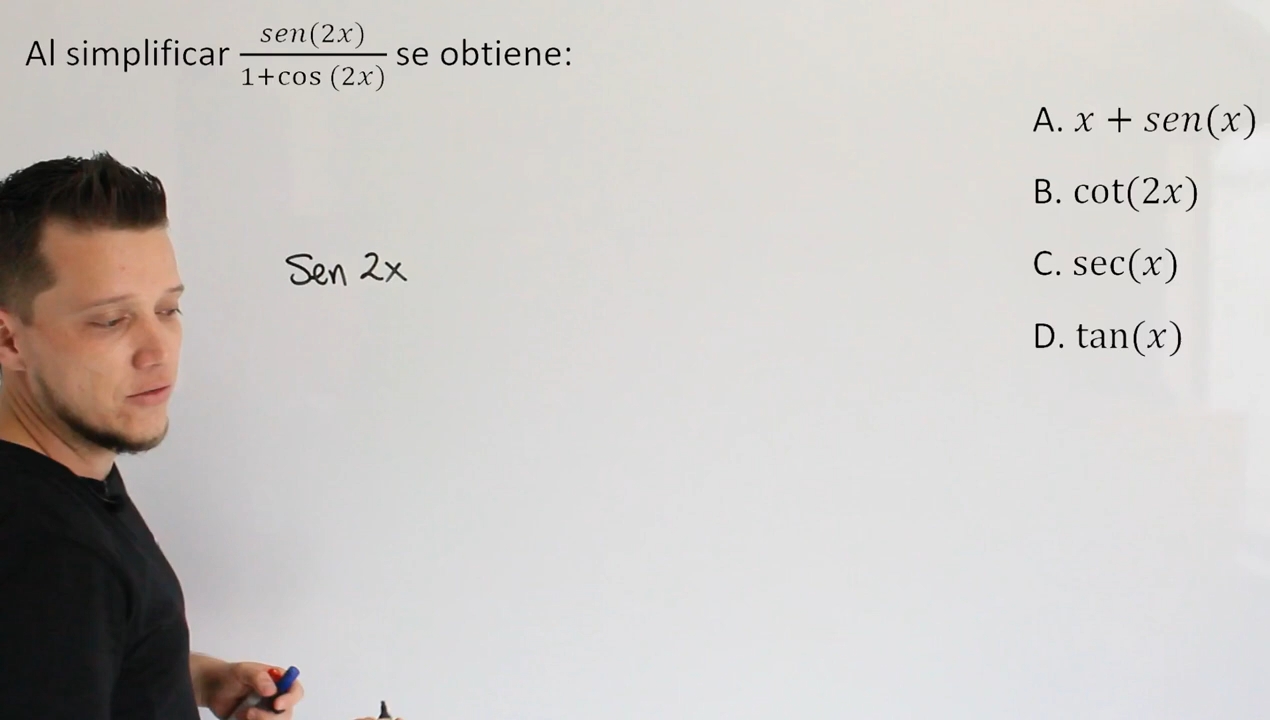 Al simplificar sen(2x)/1+cos (2x) se obtiene:
A. x + sen(x)
B. cot(2x)
C. sec(x)
D. tan(x)
Sen 2x